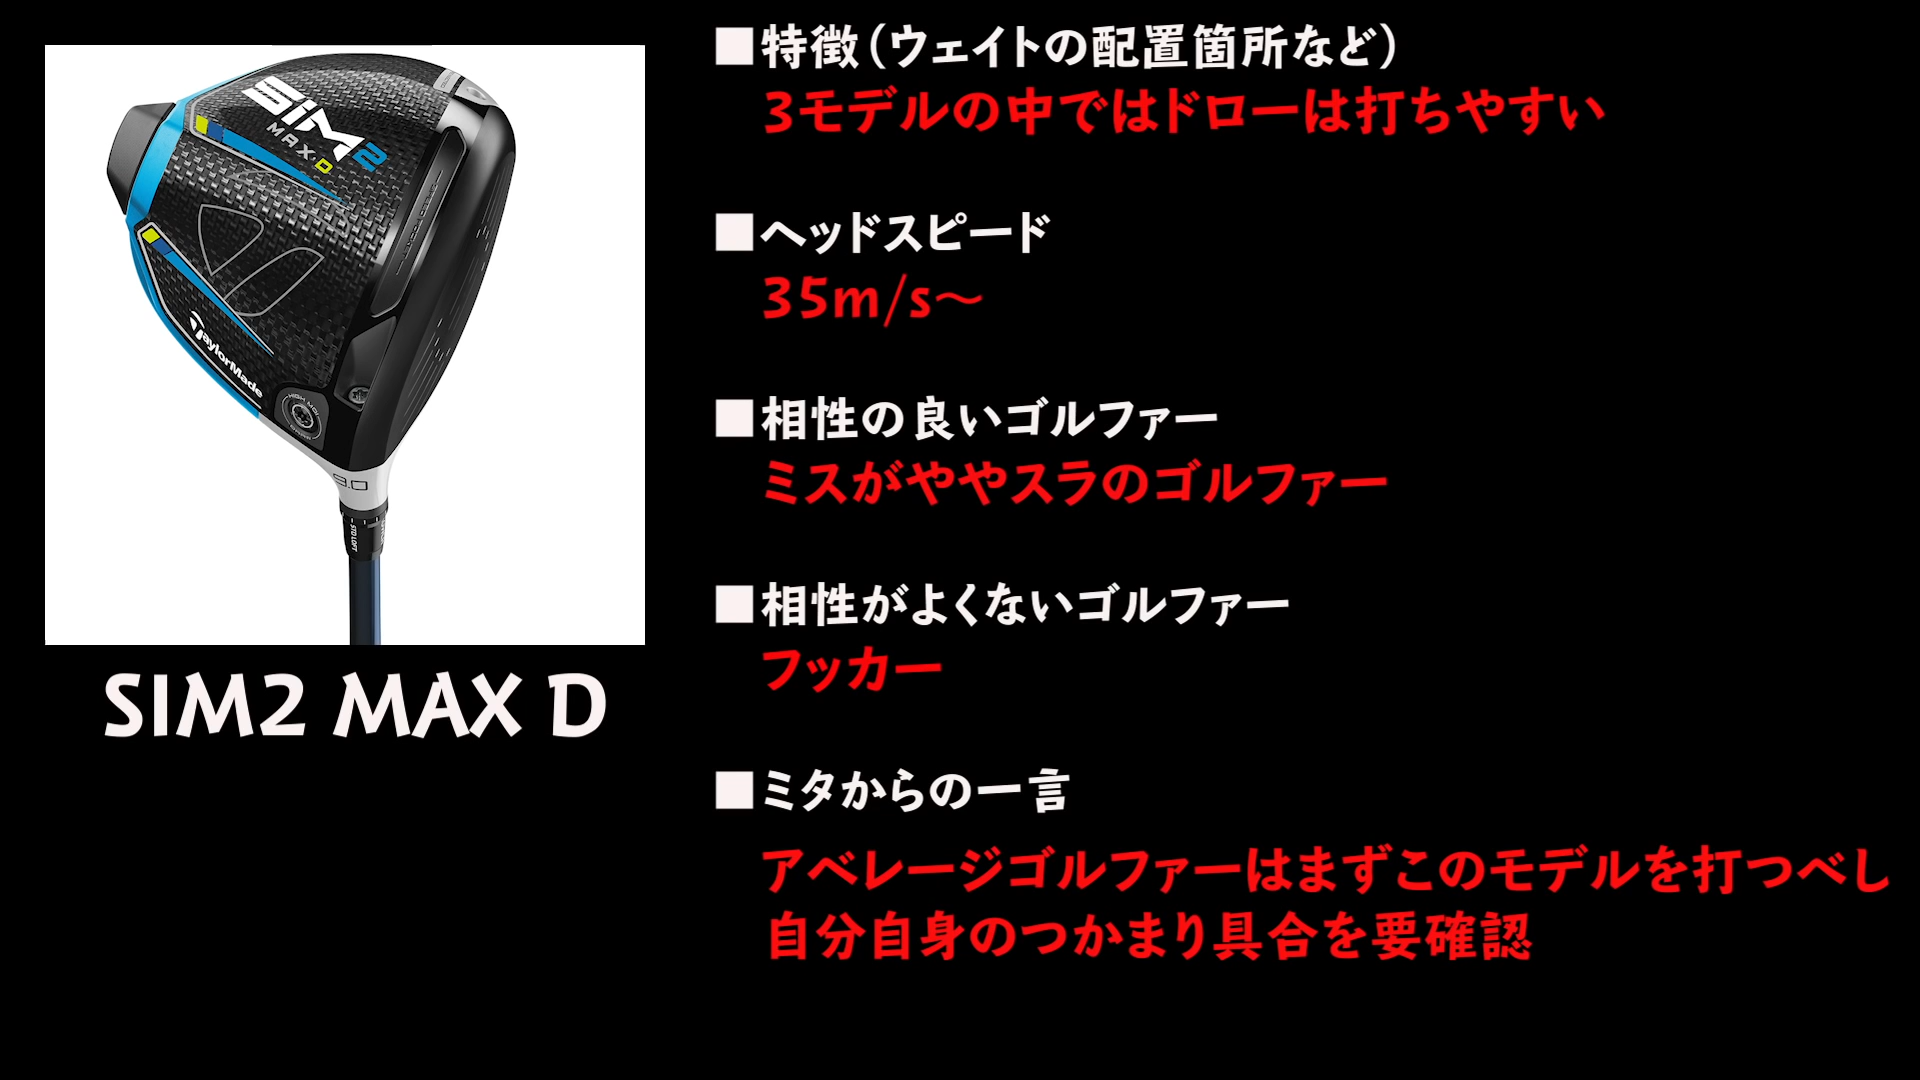 ■特徴（ウェイトの配置箇所など）
3モデルの中ではドローは打ちやすい
■ヘッドスピード
35m/s～
■相性の良いゴルファー
ミスがややスラのゴルファー
■相性がよくないゴルファー
フッカー
■ミタからの一言
アベレージゴルファーはまずこのモデルを打つべし
自分自身のつかまり具合を要確認
SIM2
MAX D
TaylorMade
HIGH MOI
9.0
STD LOFT
SIM2 MAX D